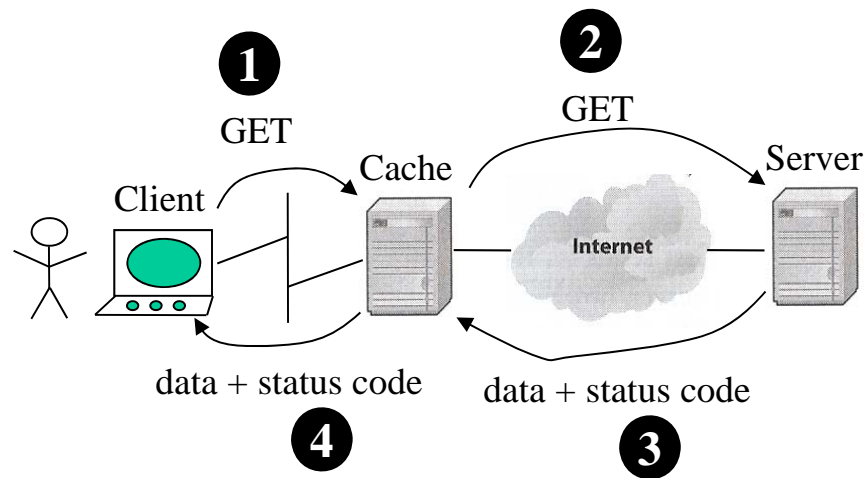 1
GET
2
GET
Client
Cache
Server
Internet
data + status code
4
data + status code
3